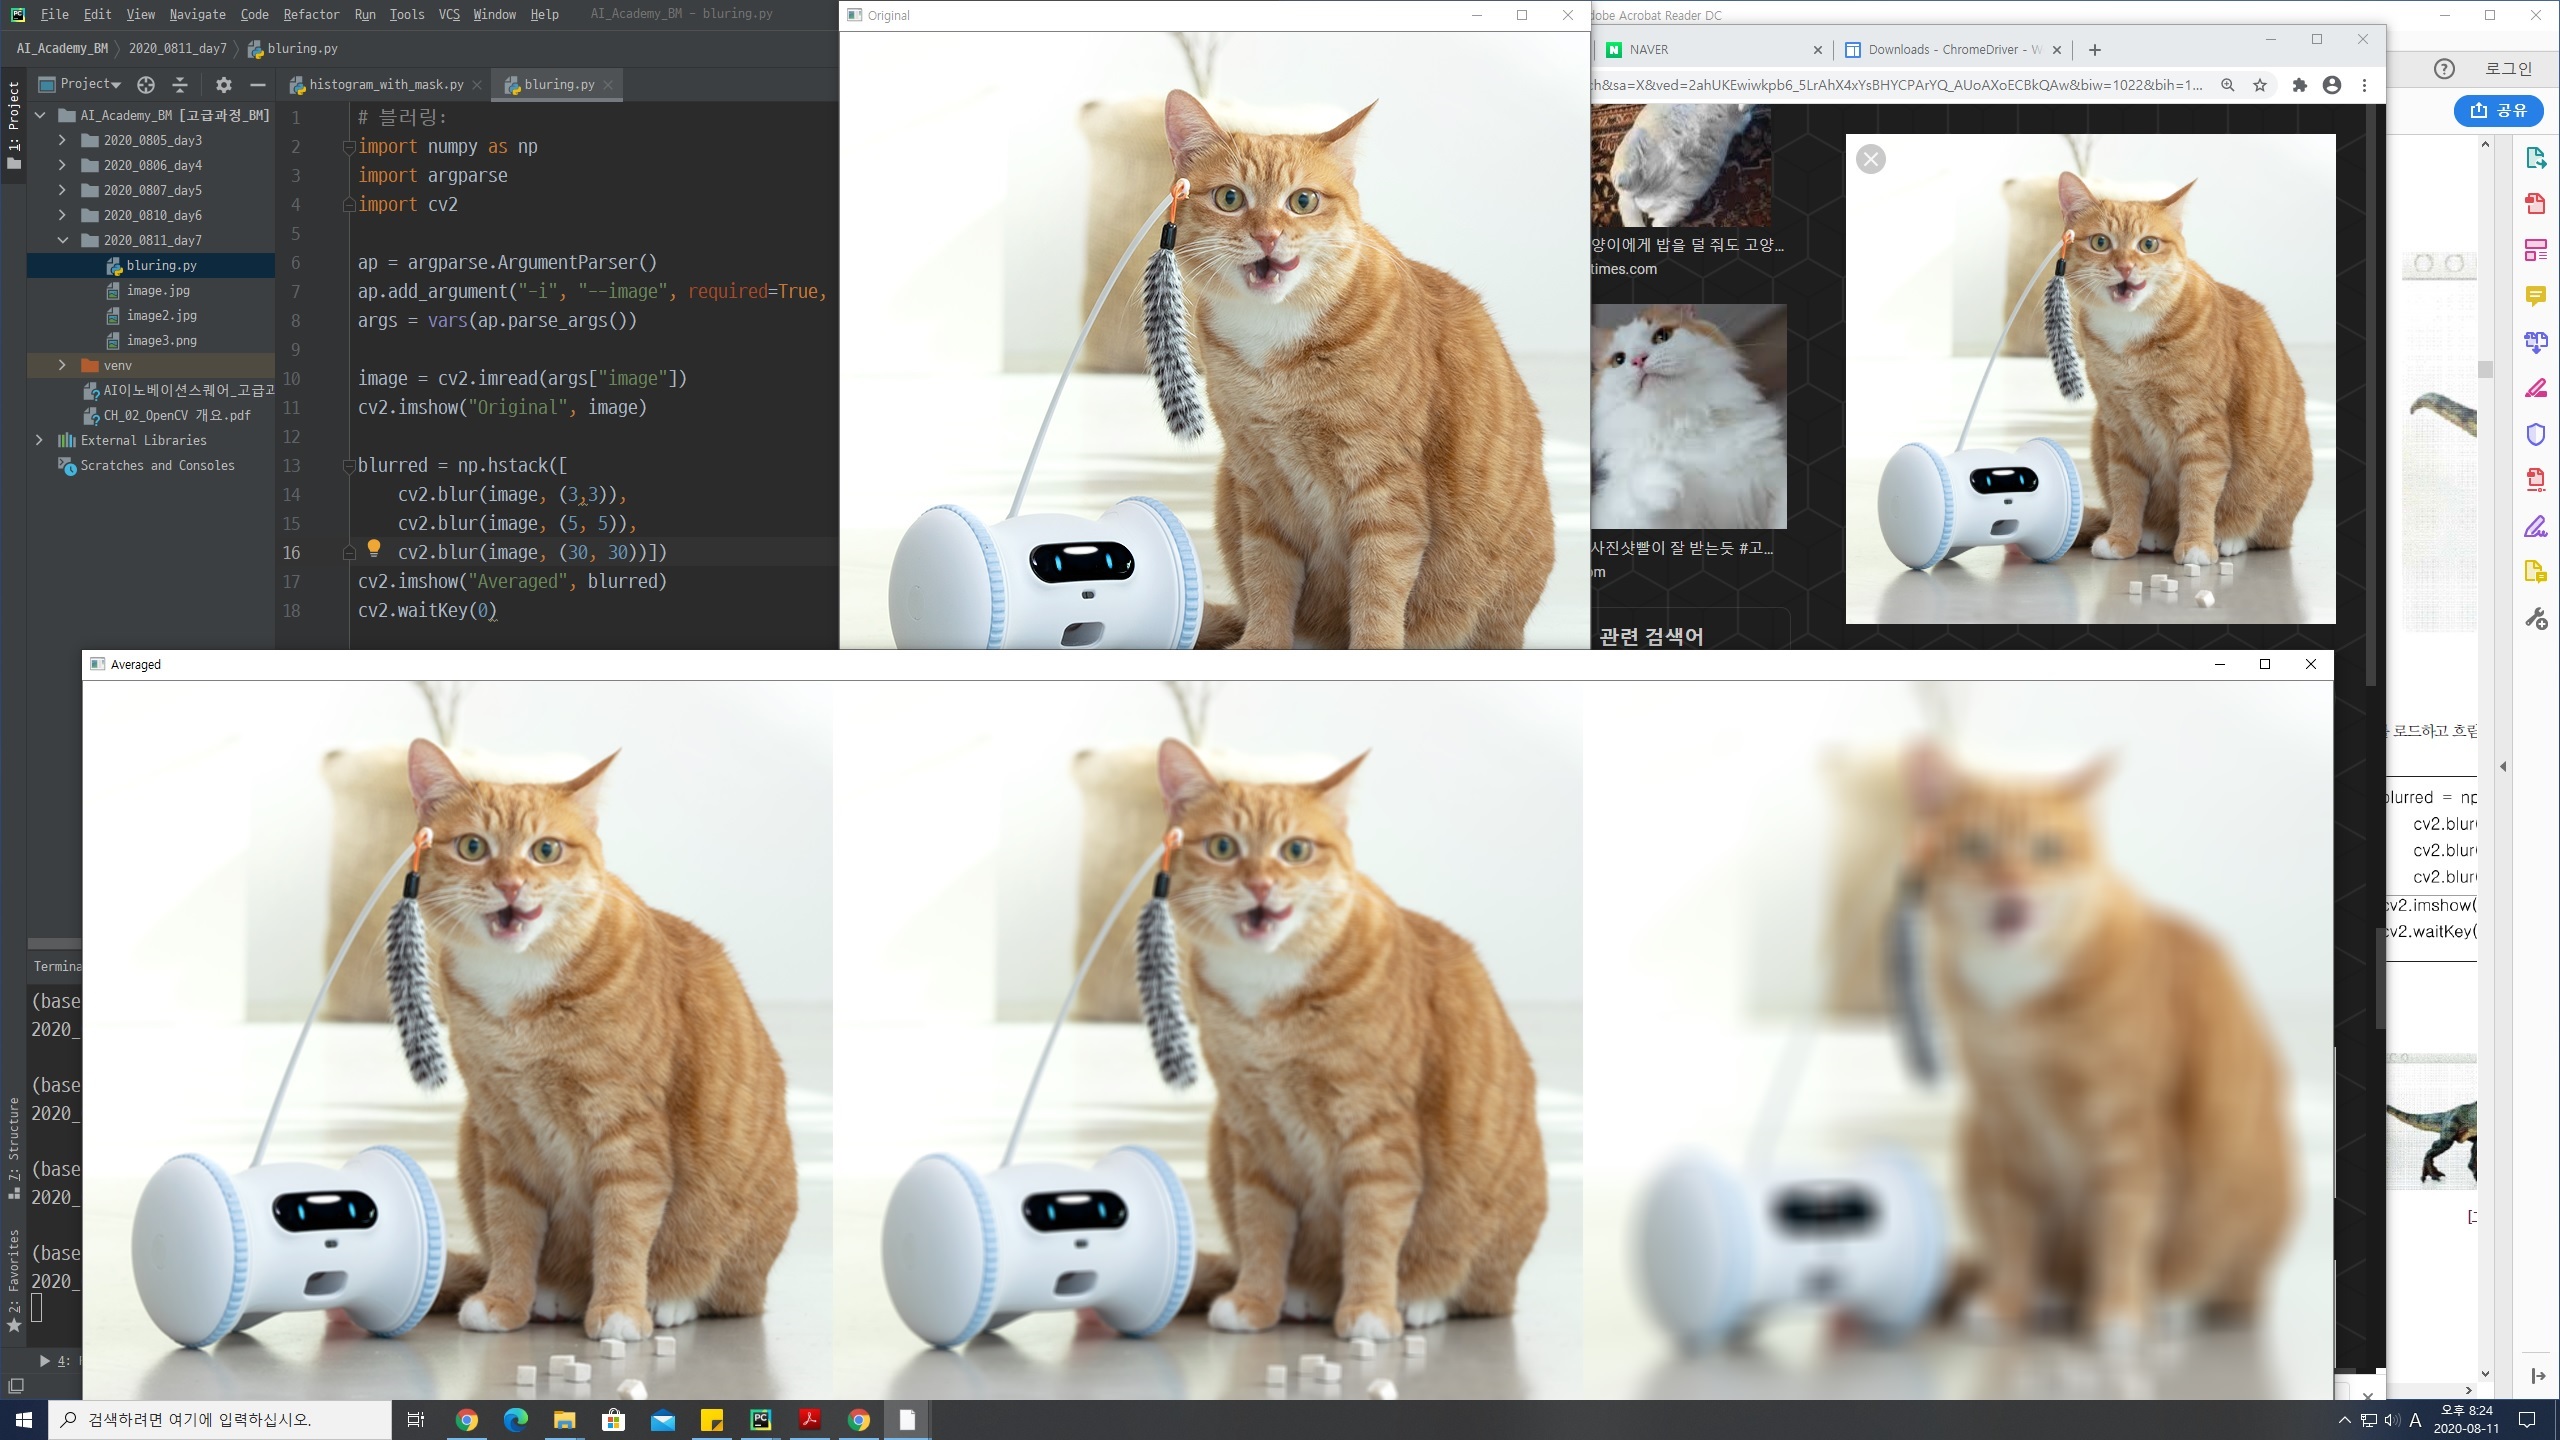 File Edit View Navigate Code Refactor Run Tools VCS Window Help AI_Academy_BM - bluring.py
AI_Academy_BM 2020_0811_day7 bluring.py
1: Project
Project
AI_Academy_BM [고급과정_BM]
2020_0805_day3
2020_0806_day4
2020_0807_day5
2020_0810_day6
2020_0811_day7
bluring.py
image.jpg
image2.jpg
image3.png
venv
AI이노베이션스퀘어_고급
CH_02_OpenCV 개요.pdf
External Libraries
Scratches and Consoles
histogram_with_mask.py bluring.py
1 # 블러링:
2 import numpy as np
3 import argparse
4 import cv2
5
6 ap = argparse.ArgumentParser()
7 ap.add_argument("-i", "--image", required=True,
8 args = vars(ap.parse_args())
9
10 image = cv2.imread(args["image"])
11 cv2.imshow("Original", image)
12
13 blurred = np.hstack([
14 cv2.blur(image, (3,3)),
15 cv2.blur(image, (5, 5)),
16 cv2.blur(image, (30, 30))])
17 cv2.imshow("Averaged", blurred)
18 cv2.waitKey(0)
Original
dobe Acrobat Reader DC
NAVER
Downloads - ChromeDriver - W
ch&sa=X&ved=2ahUKEwiwkpb6_5LrAhX4xYsBHYCPArYQ_AUoAXoECBkQAw&biw=1022&bih=1...
로그인
공유
양이에게 밥을 덜 줘도 고양...
times.com
사진샷빨이 잘 받는듯 #고...
om
관련 검색어
로드하고 흐림
blurred = np
cv2.blur
cv2.blur
cv2.blur
cv2.imshow(
cv2.waitKey(
Averaged
Termina
(base
2020_
(base
2020_
(base
2020_
(base
2020_
7: Structure
2: Favorites
4:
검색하려면 여기에 입력하십시오.
A
오후 8:24
2020-08-11